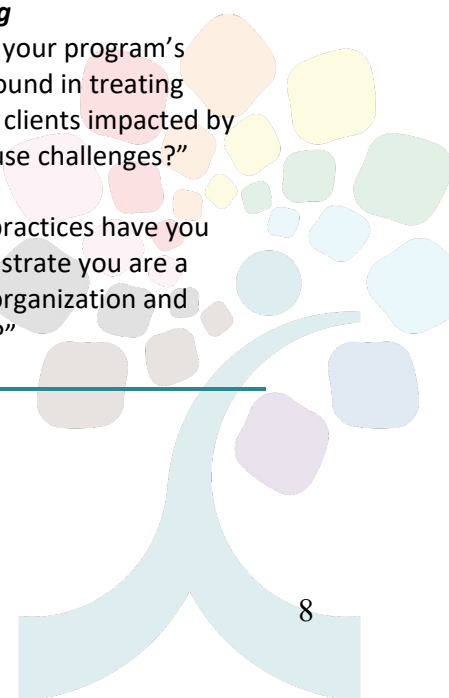 g
your program's
ound in treating
clients impacted by
use challenges?”
practices have you
strate you are a
organization and
?”
8